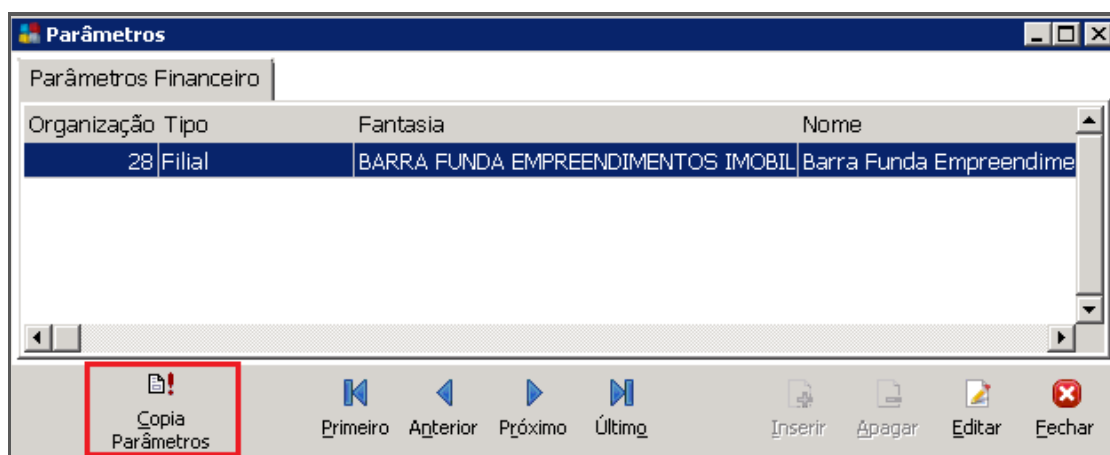 Parâmetros
Parâmetros Financeiro
Organização Tipo Fantasia Nome
28 Filial BARRA FUNDA EMPREENDIMENTOS IMOBIL Barra Funda Empreendime
Copia
Parâmetros
Primeiro Anterior Próximo Último Inserir Apagar Editar Fechar